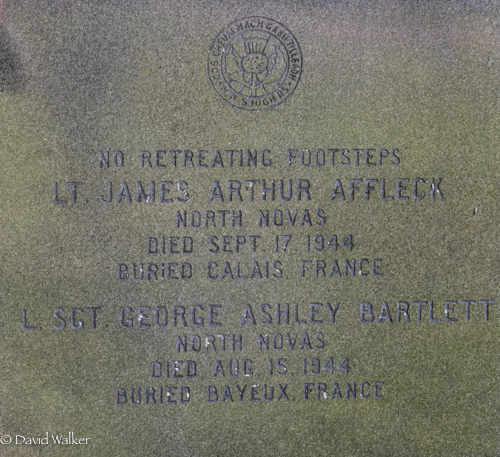 N.S. HIGHRS.
"NO RETREATING FOOTSTEPS"
LT. JAMES ARTHUR AFFLECK
NORTH NOVAS
DIED SEPT. 17, 1944
BURIED CALAIS, FRANCE
L. SGT. GEORGE ASHLEY BARTLETT
NORTH NOVAS
DIED AUG. 15, 1944
BURIED BAYEUX, FRANCE
© David Walker